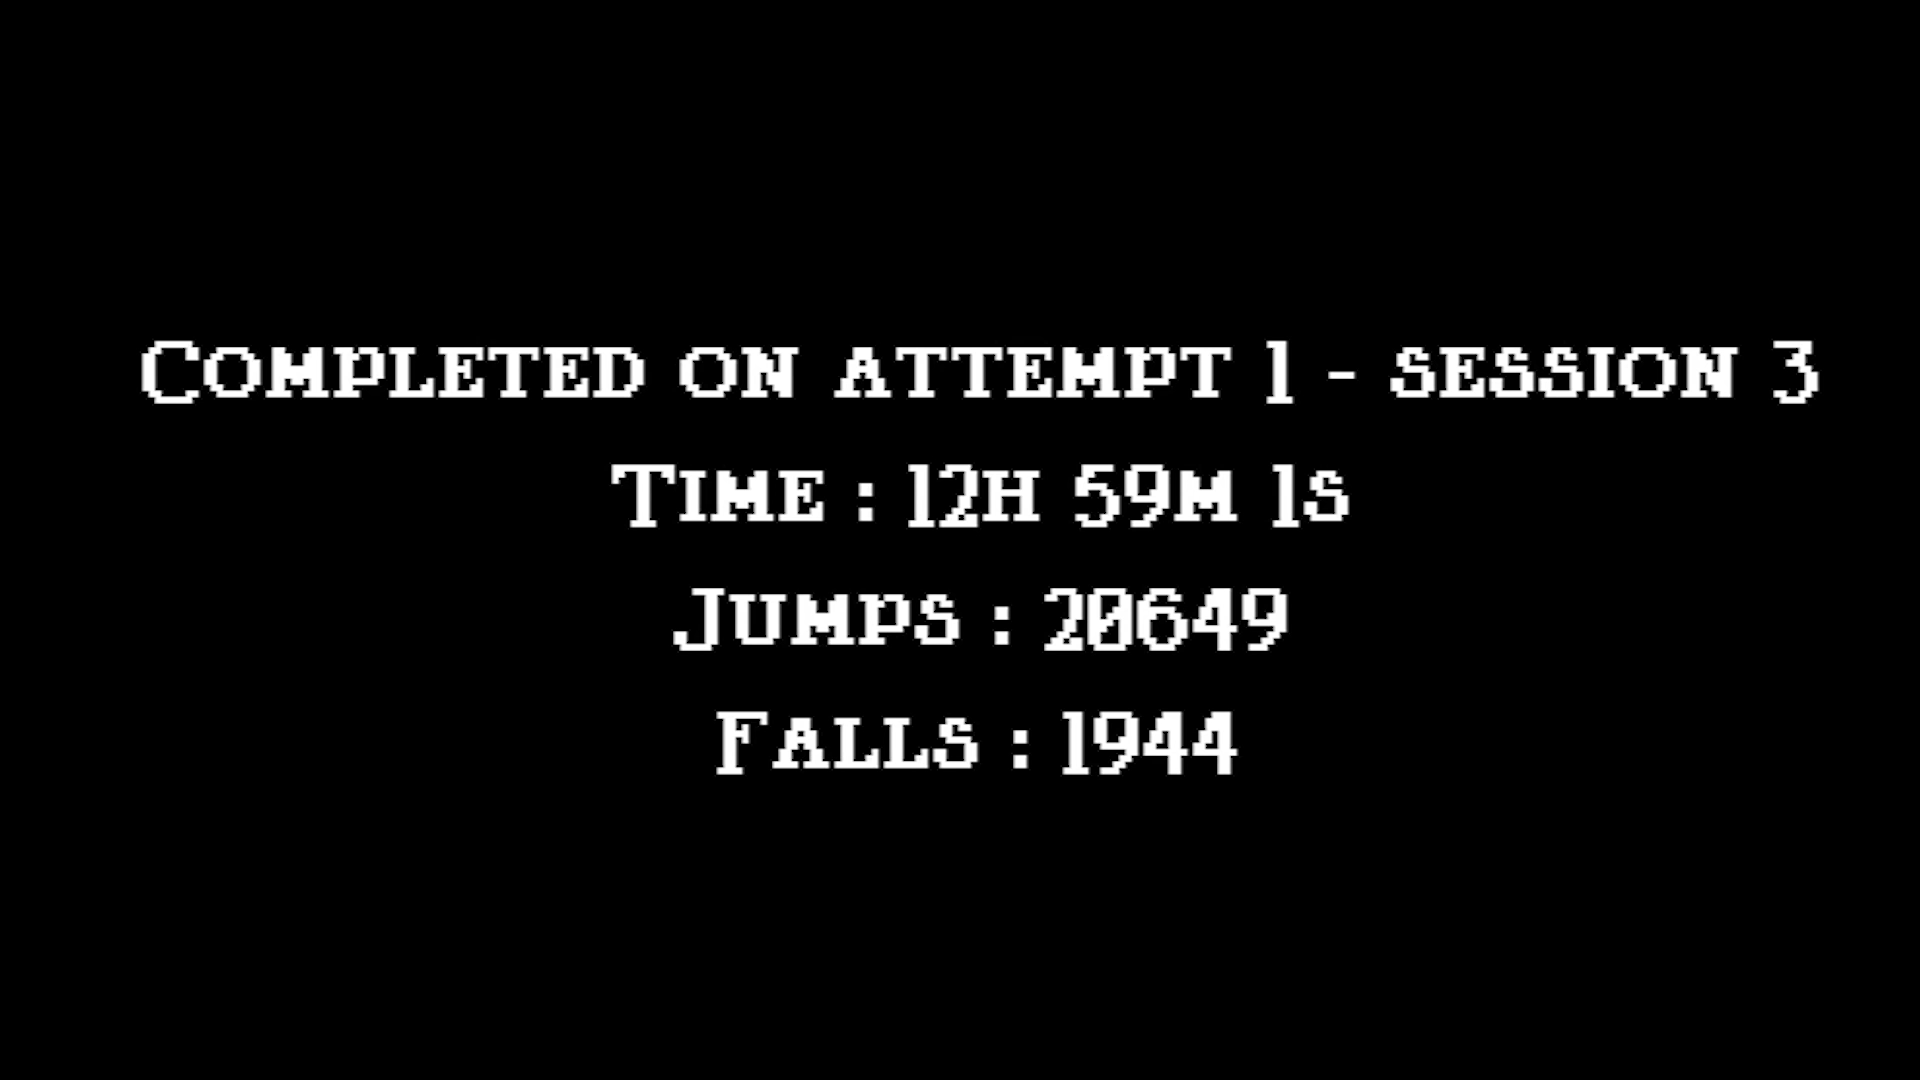 Completed on attempt 1 - session 3
Time : 12h 59m 1s
Jumps : 20649
Falls : 1944